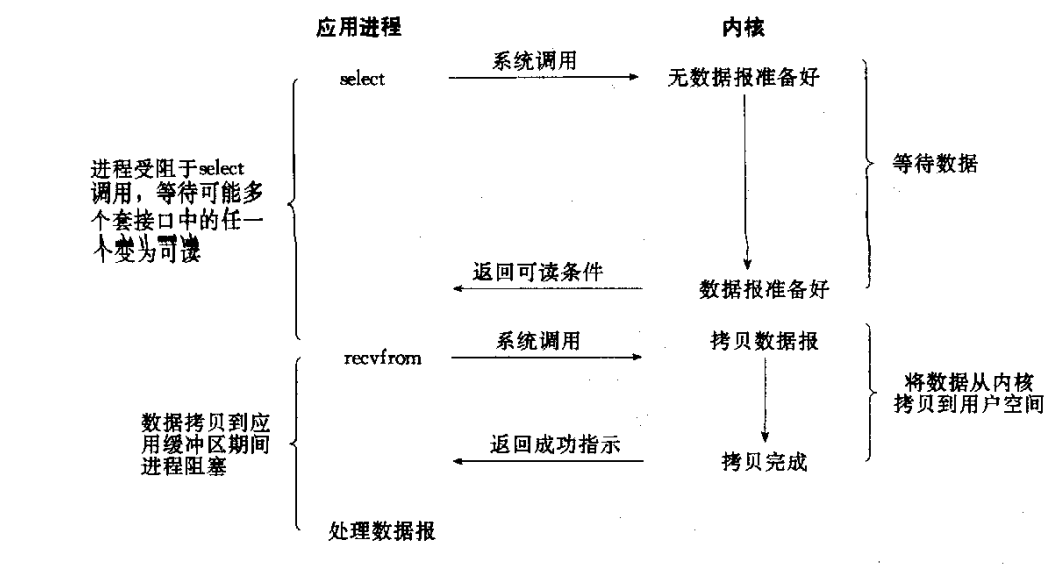 应用进程
内核
select
系统调用
无数据报准备好
进程受阻于select
调用，等待可能多
个套接口中的任一
个变为可读
等待数据
返回可读条件
数据报准备好
recvfrom
系统调用
拷贝数据报
将数据从内核
拷贝到用户空间
数据拷贝到应
用缓冲区期间
进程阻塞
返回成功指示
拷贝完成
处理数据报